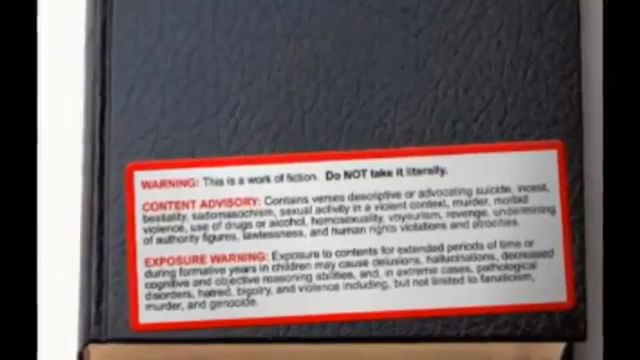 WARNING: This is a work of fiction. Do NOT take it literally.
CONTENT ADVISORY: Contains verses descriptive or advocating suicide, incest,
bestiality, sadomasochism, sexual activity in a violent context, murder, morbid
violence, use of drugs or alcohol, homosexuality, voyeurism, revenge, undermining
of authority figures, lawlessness, and human rights violations and atrocities.
EXPOSURE WARNING: Exposure to contents for extended periods of time or
during formative years in children may cause delusions, hallucinations, decreased
cognitive and objective reasoning abilities, and, in extreme cases, pathological
disorders, hatred, bigotry, and violence including, but not limited to fanaticism,
murder, and genocide.